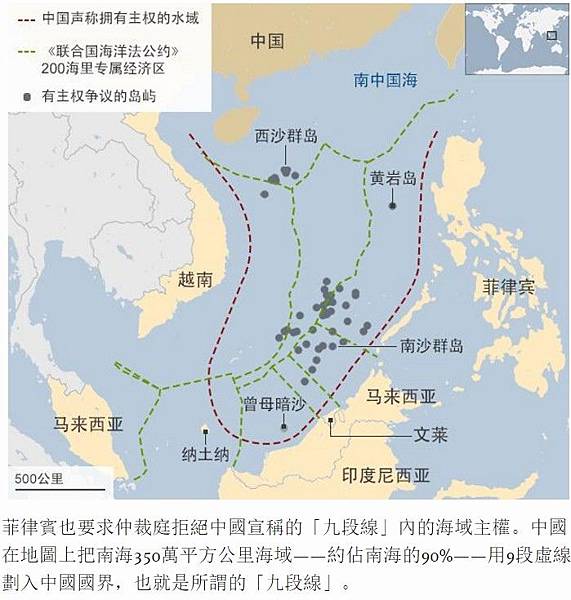 中国声称拥有主权的水域
《联合国海洋法公约》
200海里专属经济区
有主权争议的岛屿
中国
南中国海
西沙群岛
黄岩岛
越南
菲律宾
南沙群岛
马来西亚
曾母暗沙
马来西亚
纳土纳
文莱
印度尼西亚
500公里
菲律賓也要求仲裁庭拒絕中國宣稱的「九段線」內的海域主權。中國
在地圖上把南海350萬平方公里海域——約佔南海的90%——用9段虛線
劃入中國國界，也就是所謂的「九段線」。